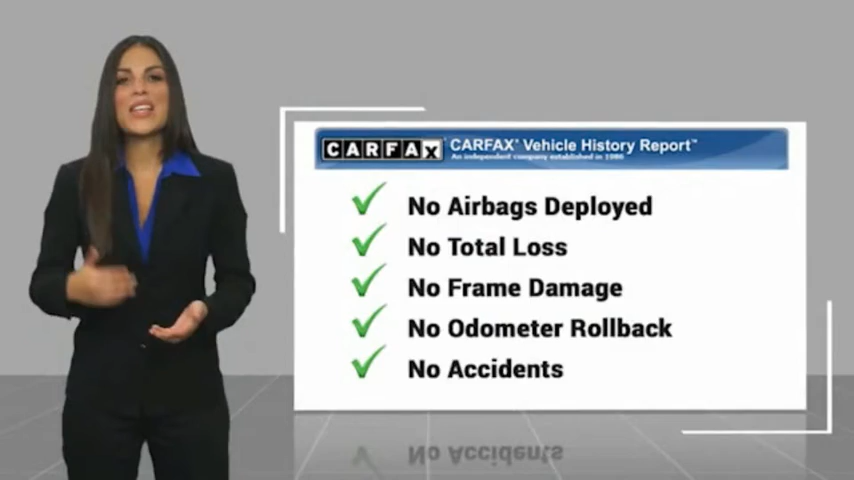 CARFAX CARFAX® Vehicle History Report™
An independent company established in 1986
No Airbags Deployed
No Total Loss
No Frame Damage
No Odometer Rollback
No Accidents
No Accidents